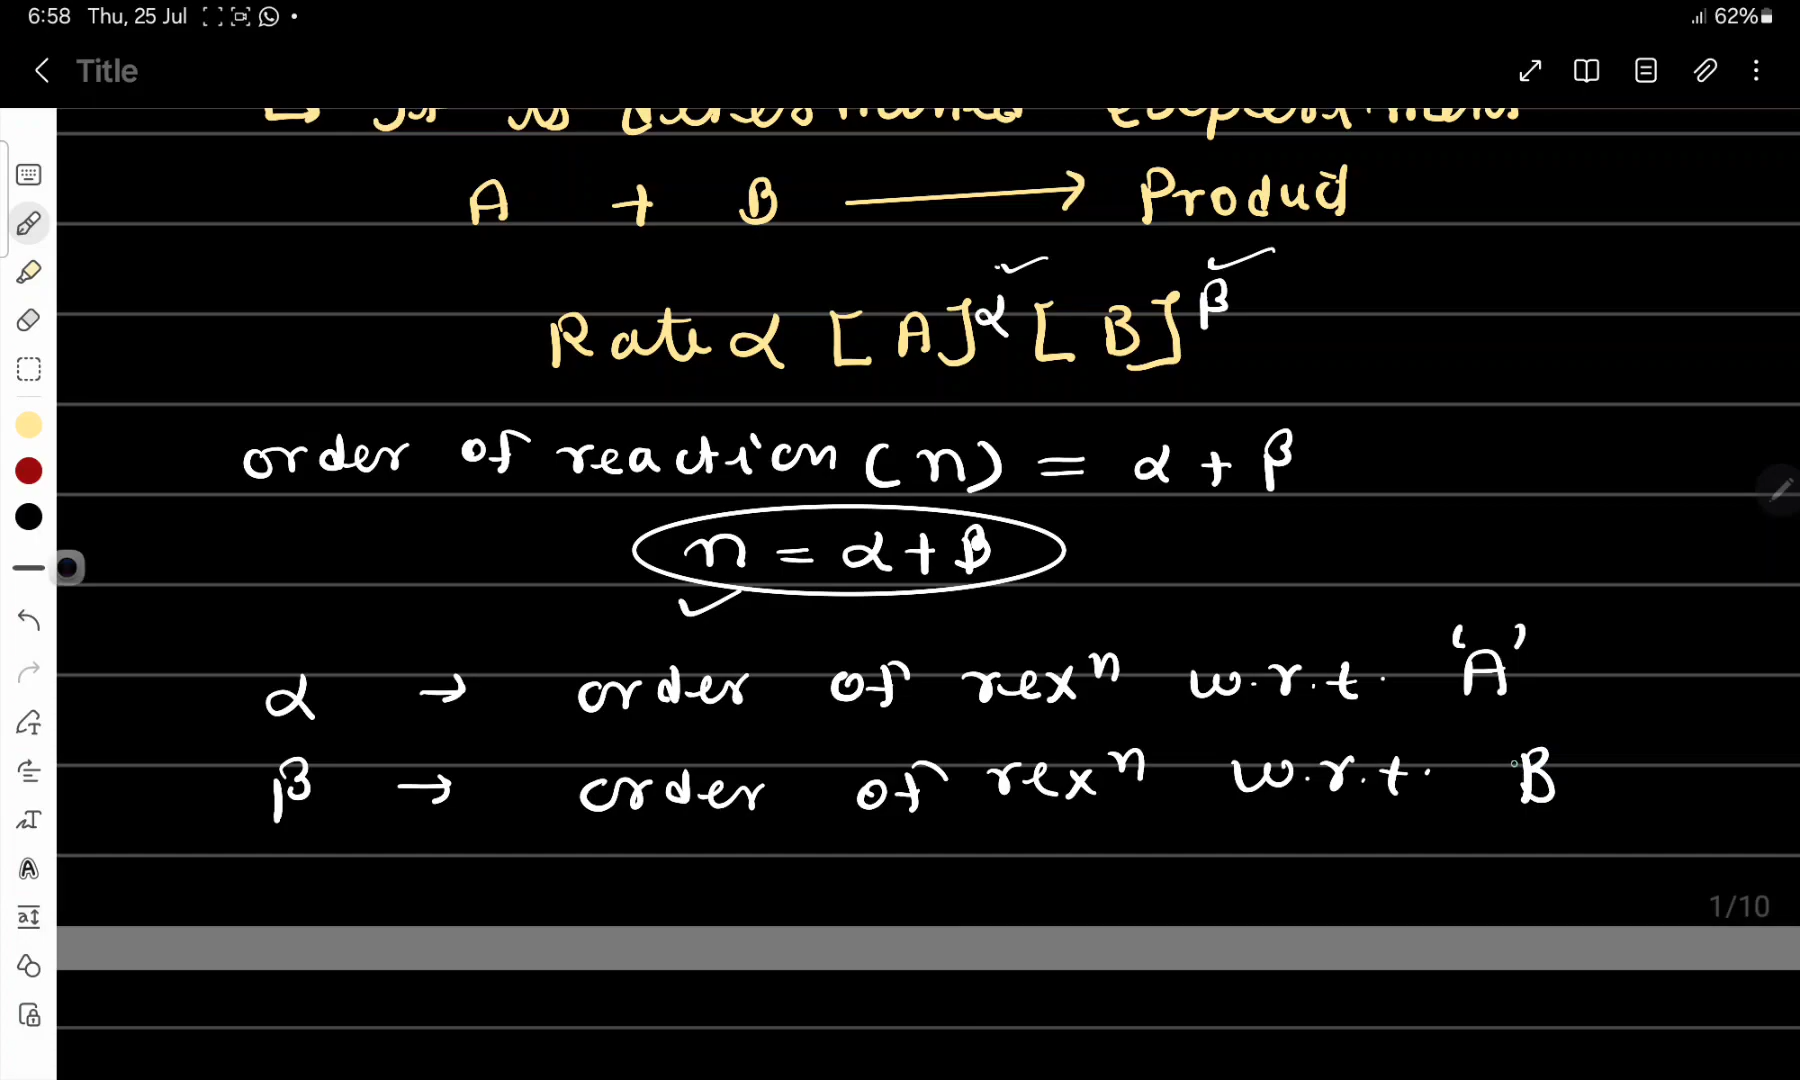 6:58 Thu, 25 Jul 62%
Title
A + B → Product
Rate α [A]^α [B]^β
order of reaction (n) = α + β
n = α + β
α → order of rexⁿ w.r.t. 'A'
β → order of rexⁿ w.r.t. B
1/10